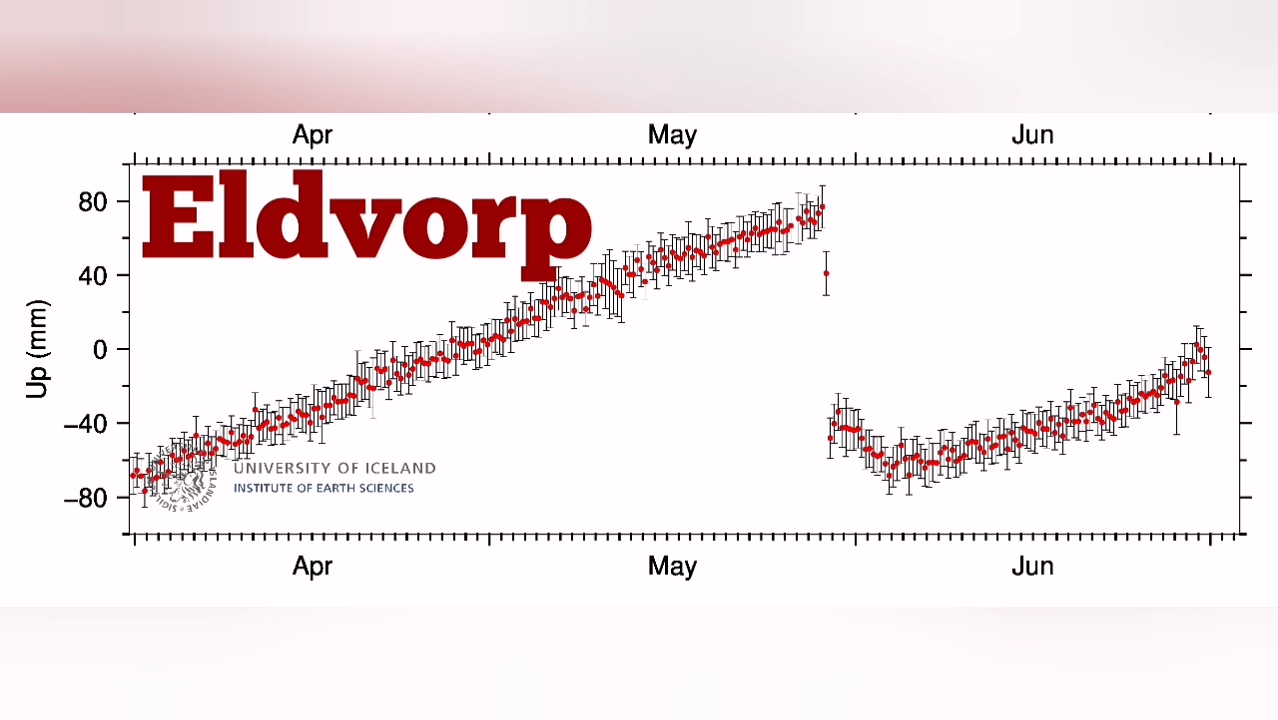 Apr May Jun
Eldvorp
80
40
0
−40
−80
Up (mm)
UNIVERSITY OF ICELAND
INSTITUTE OF EARTH SCIENCES
Apr May Jun